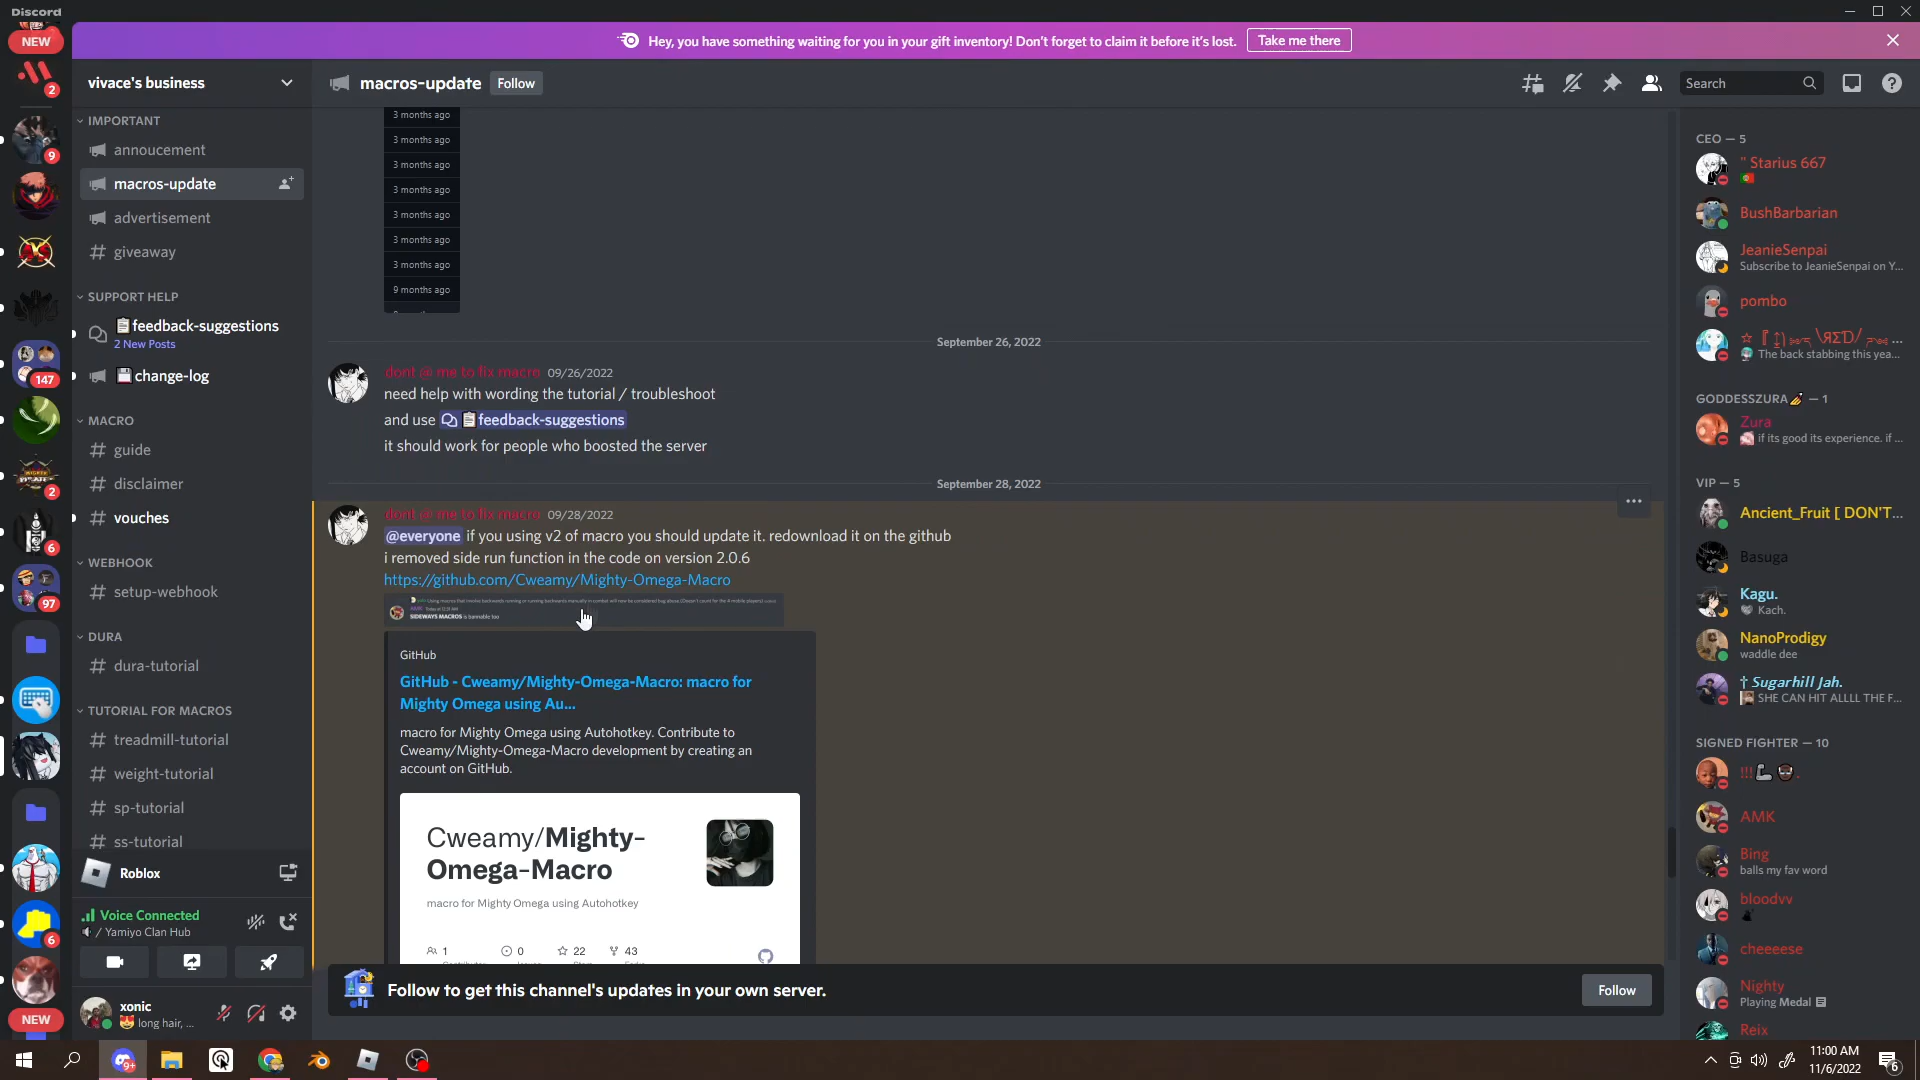 Discord
NEW
Hey, you have something waiting for you in your gift inventory! Don't forget to claim it before it's lost.
Take me there
vivace's business
macros-update
Follow
Search
2
9
147
2
6
97
6
NEW
IMPORTANT
annoucement
macros-update
advertisement
giveaway
SUPPORT HELP
📋feedback-suggestions
2 New Posts
💾change-log
MACRO
guide
disclaimer
vouches
WEBHOOK
setup-webhook
DURA
dura-tutorial
TUTORIAL FOR MACROS
treadmill-tutorial
weight-tutorial
sp-tutorial
ss-tutorial
Roblox
Voice Connected
/ Yamiyo Clan Hub
xonic
😻 long hair, ...
3 months ago
3 months ago
3 months ago
3 months ago
3 months ago
3 months ago
3 months ago
9 months ago
September 26, 2022
dont @ me to fix macro 09/26/2022
need help with wording the tutorial / troubleshoot
and use 📋feedback-suggestions
it should work for people who boosted the server
September 28, 2022
dont @ me to fix macro 09/28/2022
@everyone if you using v2 of macro you should update it. redownload it on the github
i removed side run function in the code on version 2.0.6
https://github.com/Cweamy/Mighty-Omega-Macro
SIDEWAYS MACROS is bannable too
GitHub
GitHub - Cweamy/Mighty-Omega-Macro: macro for
Mighty Omega using Au...
macro for Mighty Omega using Autohotkey. Contribute to
Cweamy/Mighty-Omega-Macro development by creating an
account on GitHub.
Cweamy/Mighty-
Omega-Macro
macro for Mighty Omega using Autohotkey
1
0
22
43
Follow to get this channel's updates in your own server.
Follow
CEO — 5
" Starius 667
BushBarbarian
JeanieSenpai
Subscribe to JeanieSenpai on Y...
pombo
The back stabbing this yea...
GODDESSZURA💅 — 1
Zura
if its good its experience. if ...
VIP — 5
Ancient_Fruit [ DON'T...
Basuga
Kagu.
Kach.
NanoProdigy
waddle dee
† Sugarhill Jah.
SHE CAN HIT ALLLL THE F...
SIGNED FIGHTER — 10
!!!
AMK
Bing
balls my fav word
bloodvv
cheeeese
Nighty
Playing Medal
Reix
9+
11:00 AM
11/6/2022
6